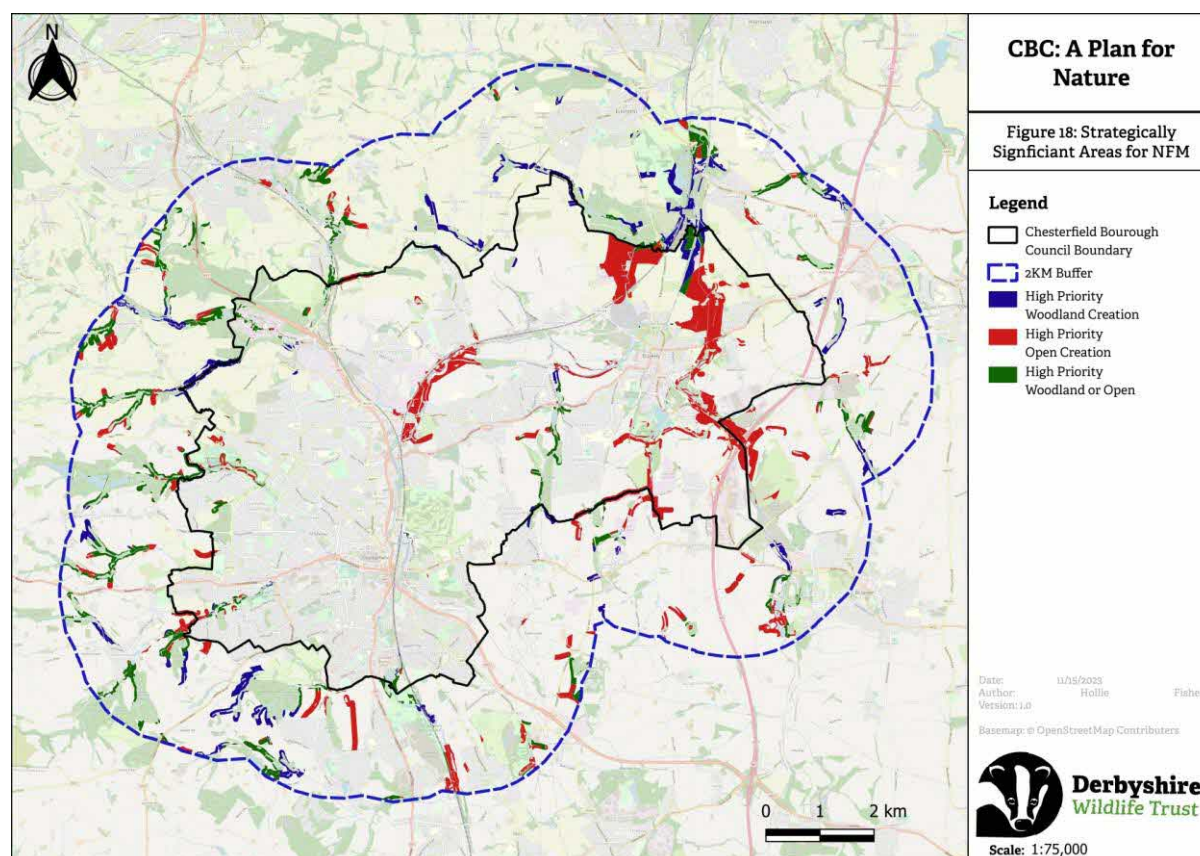 N
CBC: A Plan for
Nature
Figure 18: Strategically
Signficiant Areas for NFM
Legend
Chesterfield Bourough
Council Boundary
2KM Buffer
High Priority
Woodland Creation
High Priority
Open Creation
High Priority
Woodland or Open
Date: 11/15/2023
Author: Hollie Fishe
Version: 1.0
Basemap: © OpenStreetMap Contributers
Derbyshire
Wildlife Trust
Scale: 1:75,000
0 1 2 km